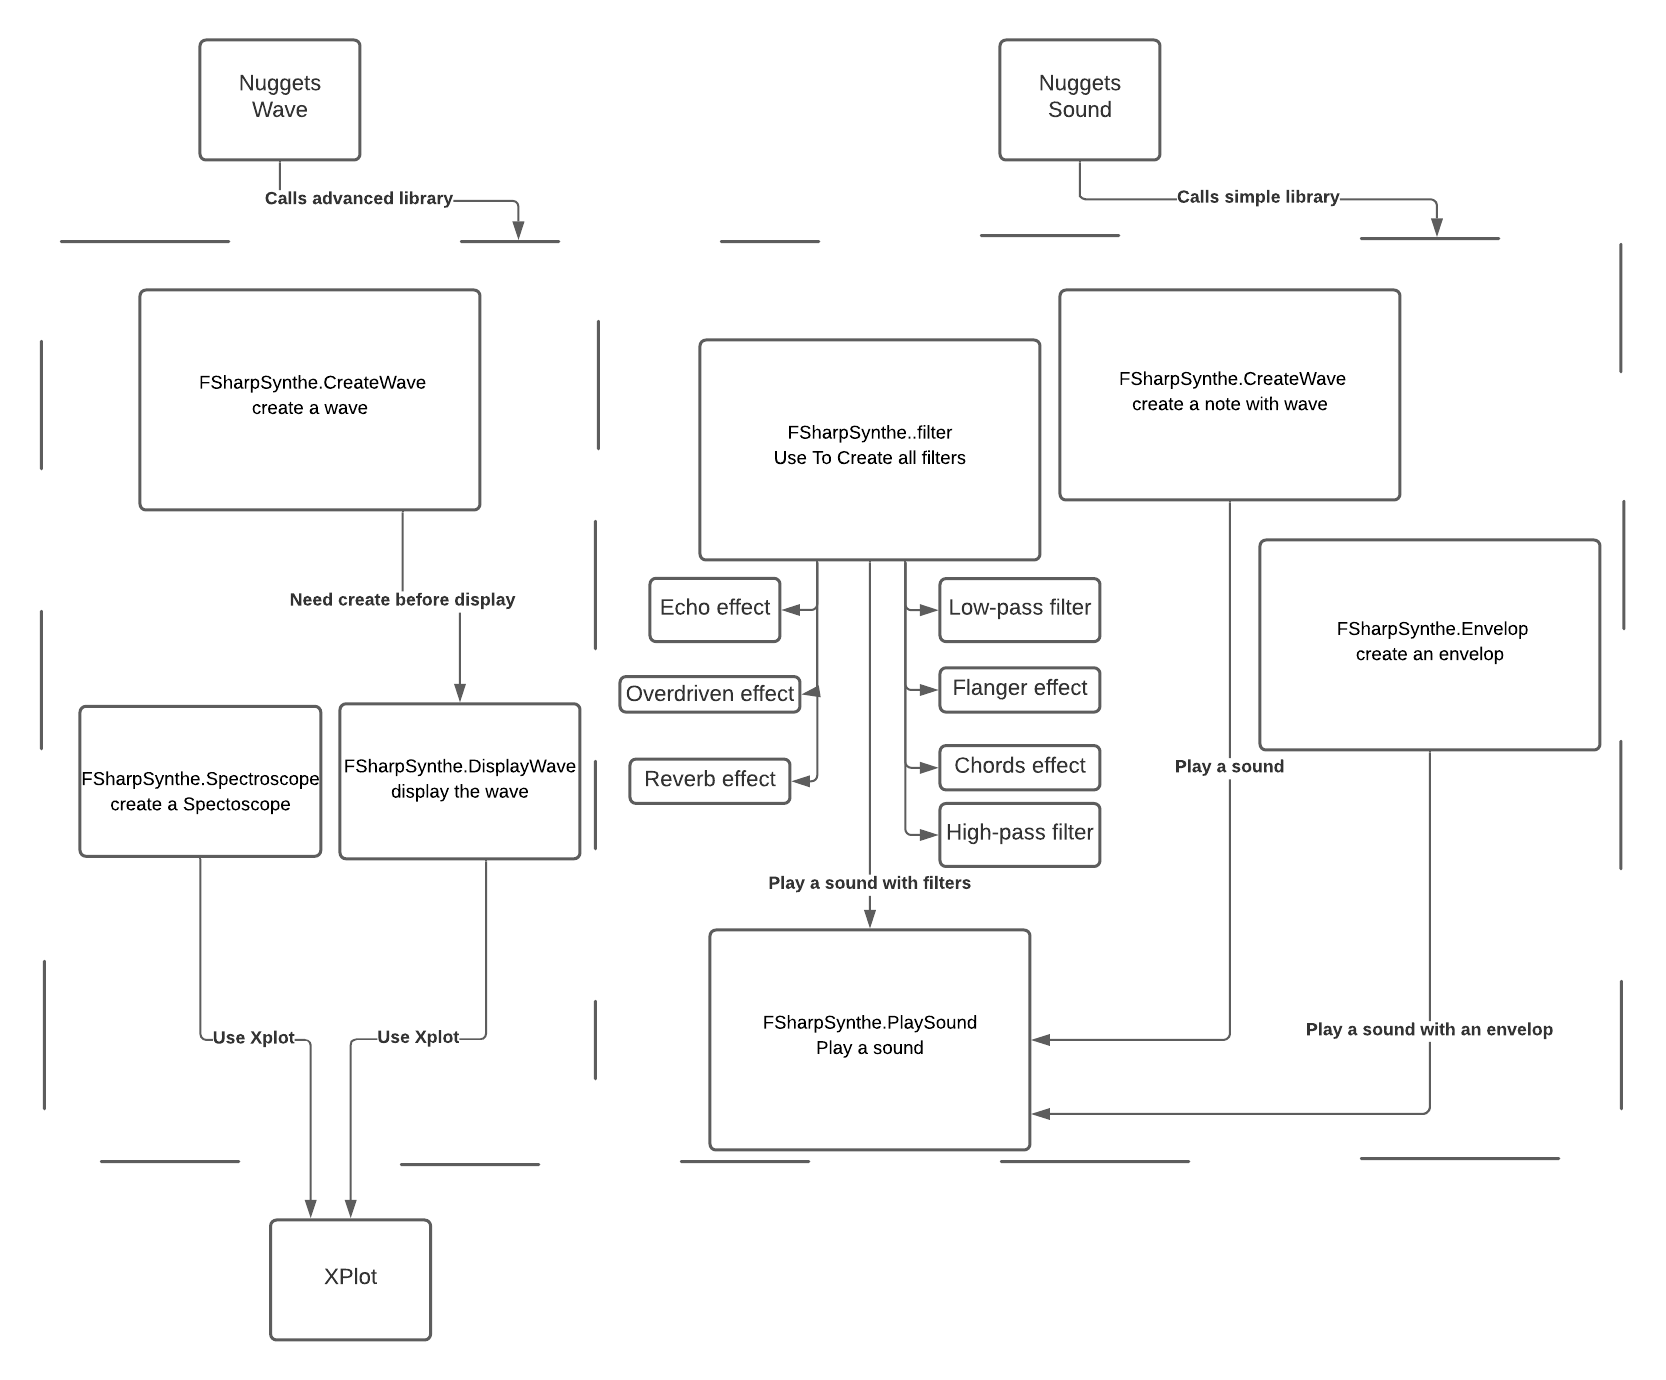 Nuggets
Wave
Nuggets
Sound
Calls advanced library
Calls simple library
FSharpSynthe.CreateWave
create a wave
FSharpSynthe..filter
Use To Create all filters
FSharpSynthe.CreateWave
create a note with wave
Need create before display
Echo effect
Low-pass filter
FSharpSynthe.Envelop
create an envelop
Overdriven effect
Flanger effect
FSharpSynthe.Spectroscope
create a Spectoscope
FSharpSynthe.DisplayWave
display the wave
Reverb effect
Chords effect
Play a sound
High-pass filter
Play a sound with filters
FSharpSynthe.PlaySound
Play a sound
Use Xplot
Use Xplot
Play a sound with an envelop
XPlot